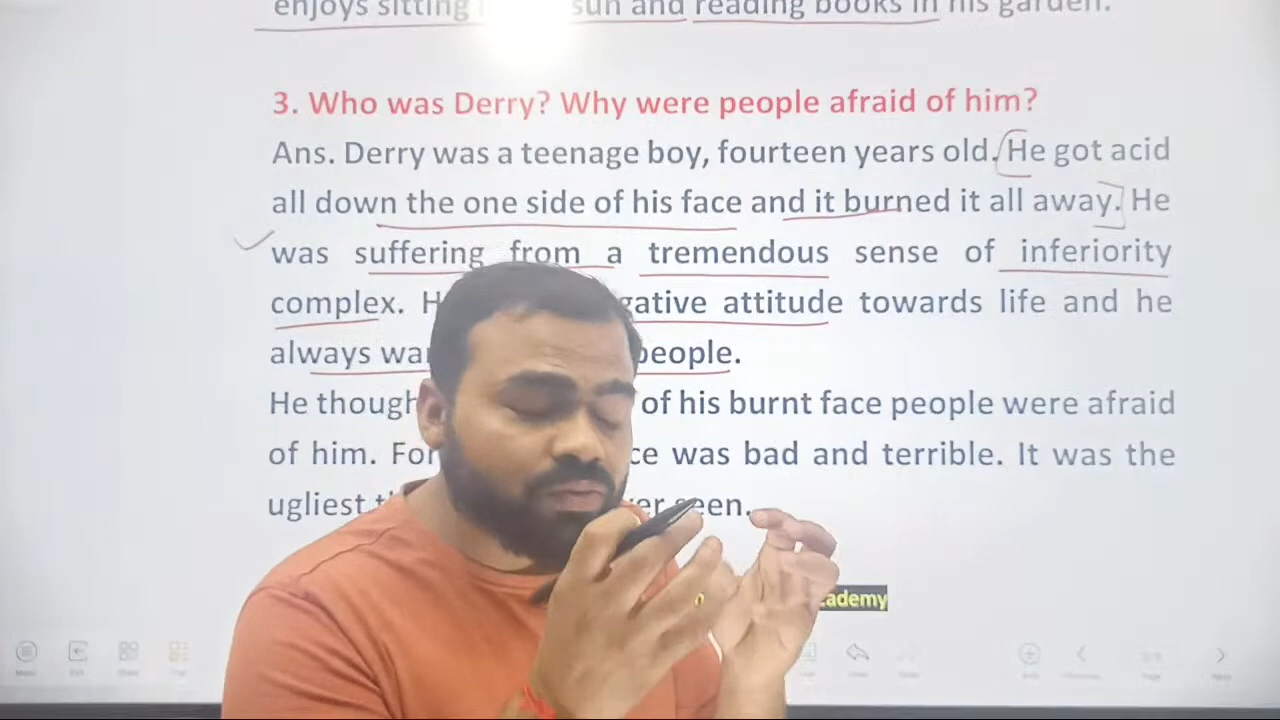 enjoys sitting sun and reading books in his garden.
3. Who was Derry? Why were people afraid of him?
Ans. Derry was a teenage boy, fourteen years old. He got acid
all down the one side of his face and it burned it all away. He
was suffering from a tremendous sense of inferiority
complex. H gative attitude towards life and he
always wa people.
He though of his burnt face people were afraid
of him. For ce was bad and terrible. It was the
ugliest ver seen.
ademy